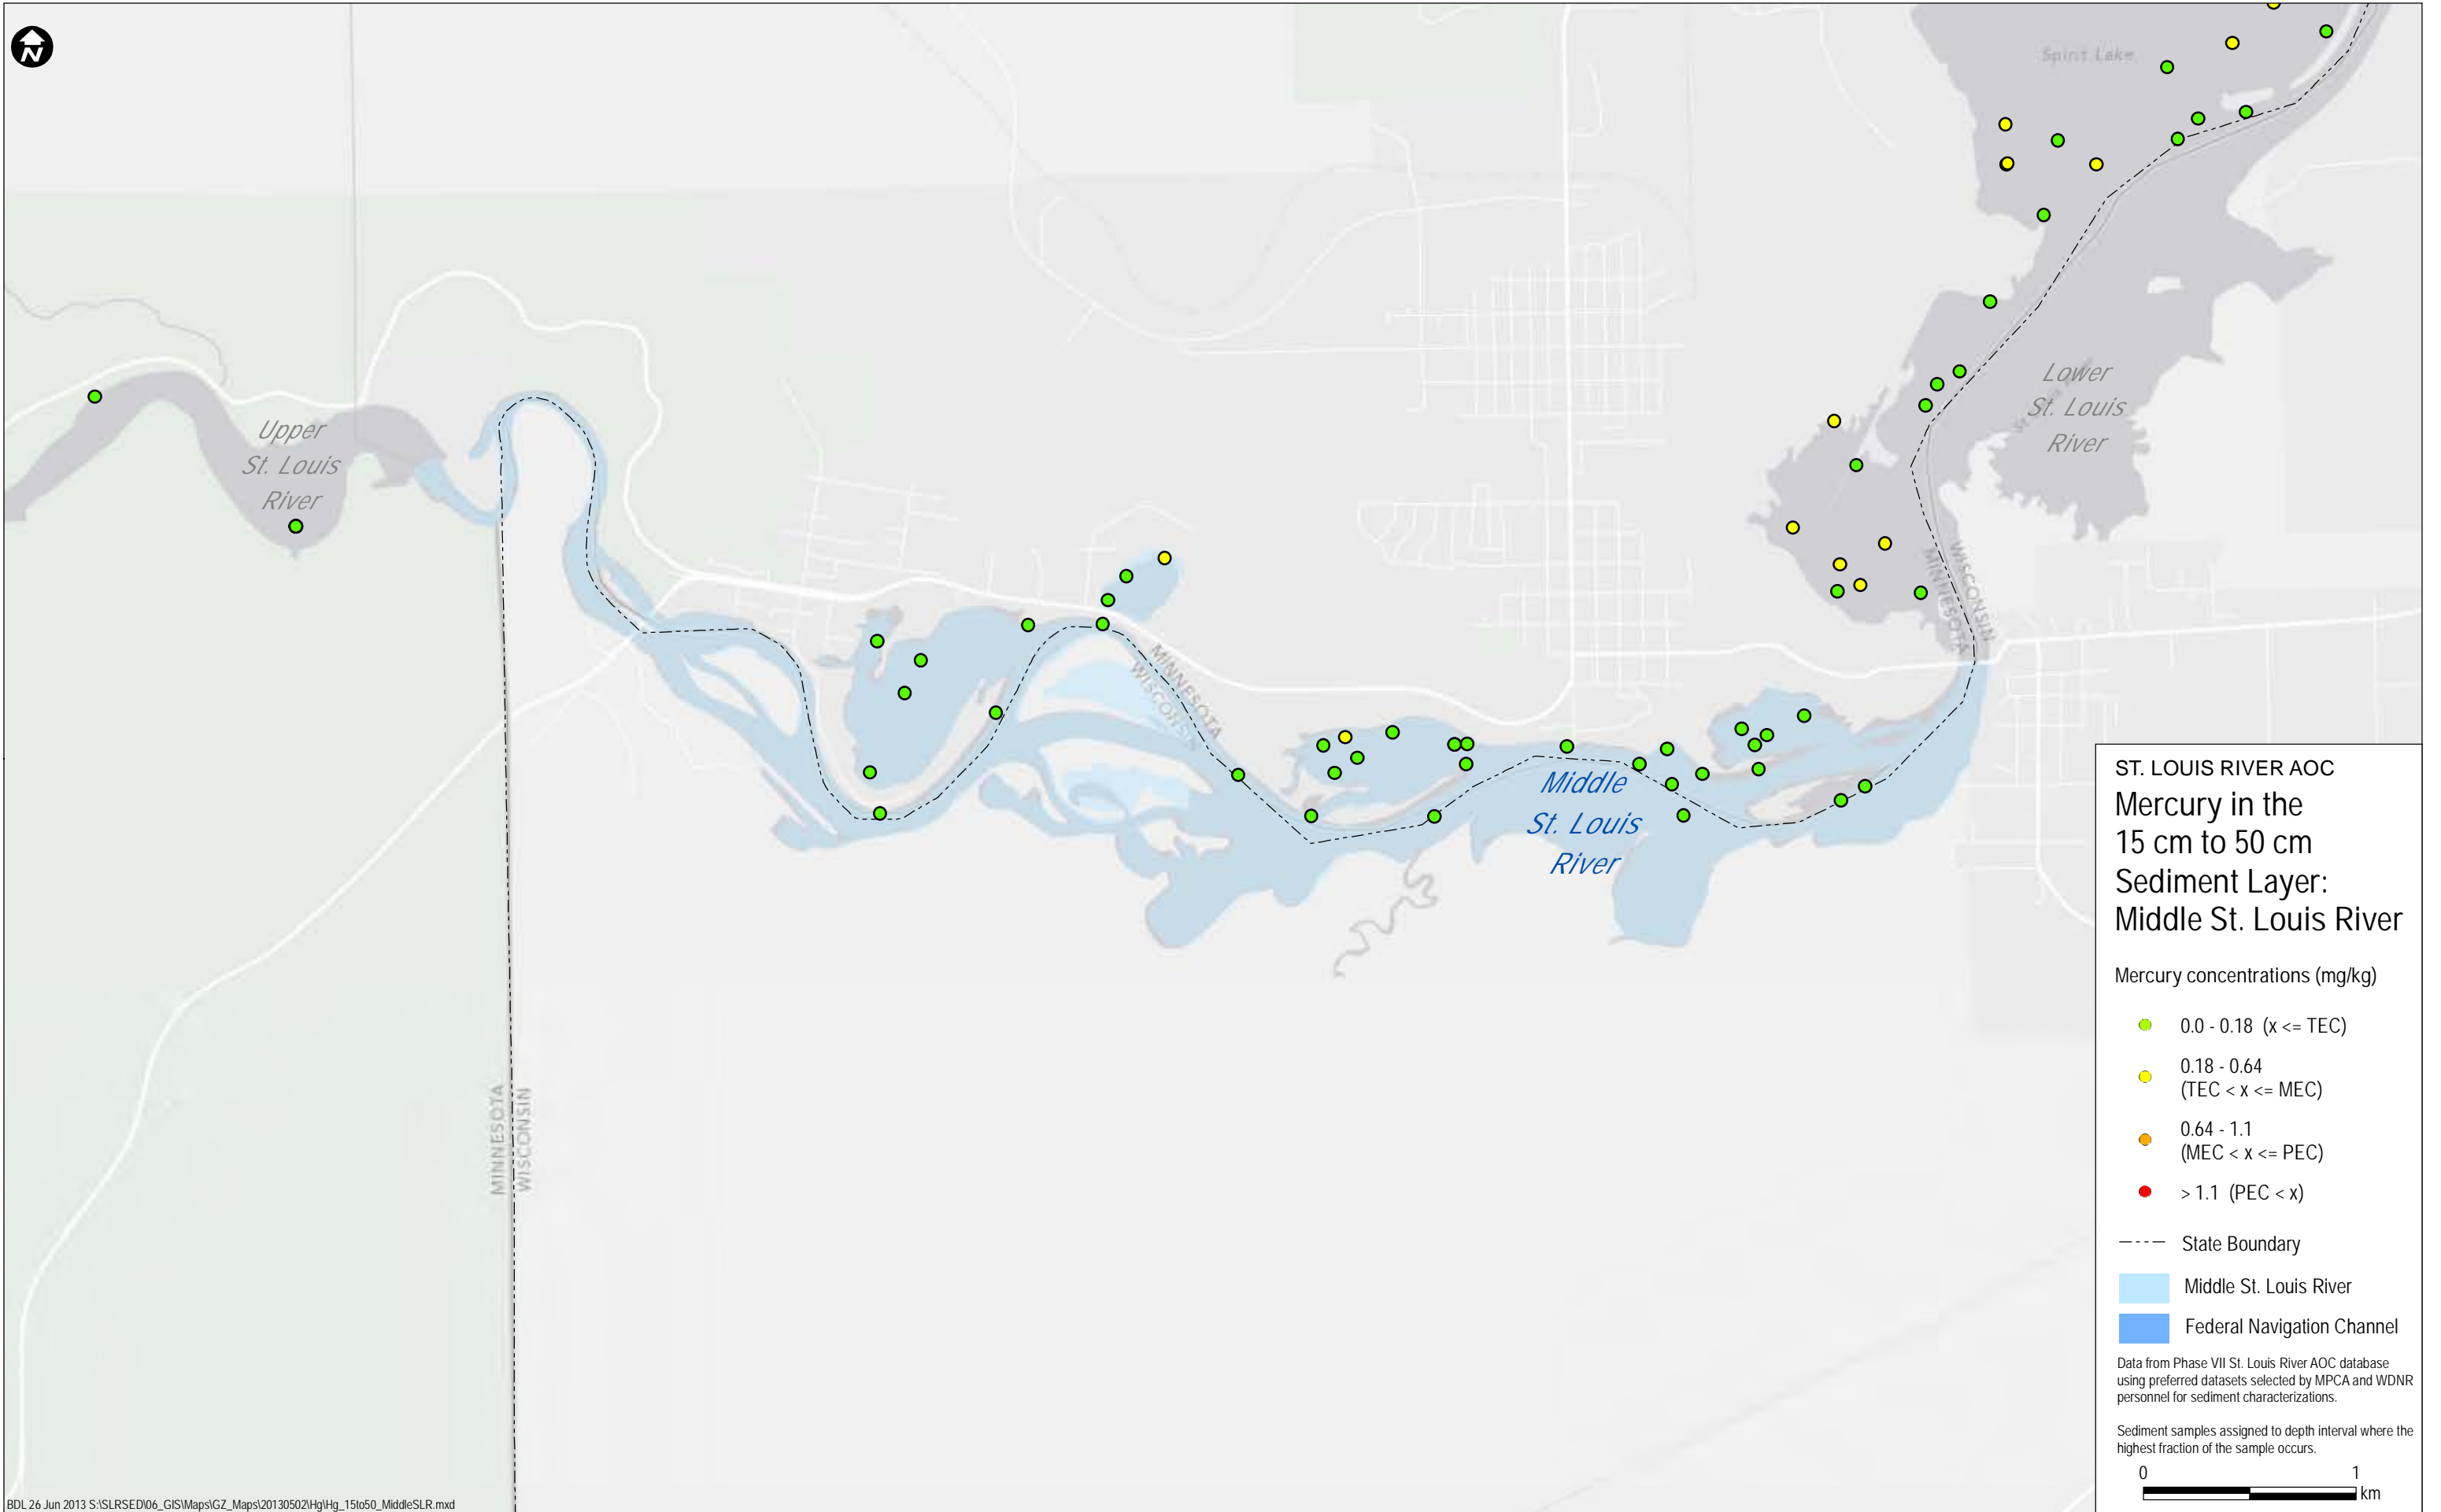 N
Spirit Lake
Upper
St. Louis
River
Lower
St. Louis
River
WISCONSIN
MINNESOTA
MINNESOTA
WISCONSIN
Middle
St. Louis
River
MINNESOTA
WISCONSIN
ST. LOUIS RIVER AOC
Mercury in the
15 cm to 50 cm
Sediment Layer:
Middle St. Louis River
Mercury concentrations (mg/kg)
0.0 - 0.18 (x <= TEC)
0.18 - 0.64
(TEC < x <= MEC)
0.64 - 1.1
(MEC < x <= PEC)
> 1.1 (PEC < x)
State Boundary
Middle St. Louis River
Federal Navigation Channel
Data from Phase VII St. Louis River AOC database
using preferred datasets selected by MPCA and WDNR
personnel for sediment characterizations.
Sediment samples assigned to depth interval where the
highest fraction of the sample occurs.
0 1
km
BDL 26 Jun 2013 S:\SLRSED\06_GIS\Maps\GZ_Maps\20130502\Hg\Hg_15to50_MiddleSLR.mxd